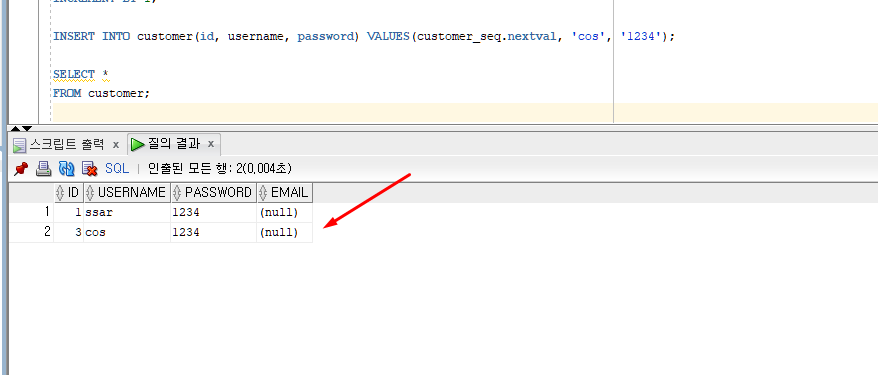 INCREMENT BY 1;
INSERT INTO customer(id, username, password) VALUES(customer_seq.nextval, 'cos', '1234');
SELECT *
FROM customer;
스크립트 출력 x 질의 결과 x
SQL | 인출된 모든 행: 2(0,004초)
ID USERNAME PASSWORD EMAIL
1 1 ssar 1234 (null)
2 3 cos 1234 (null)